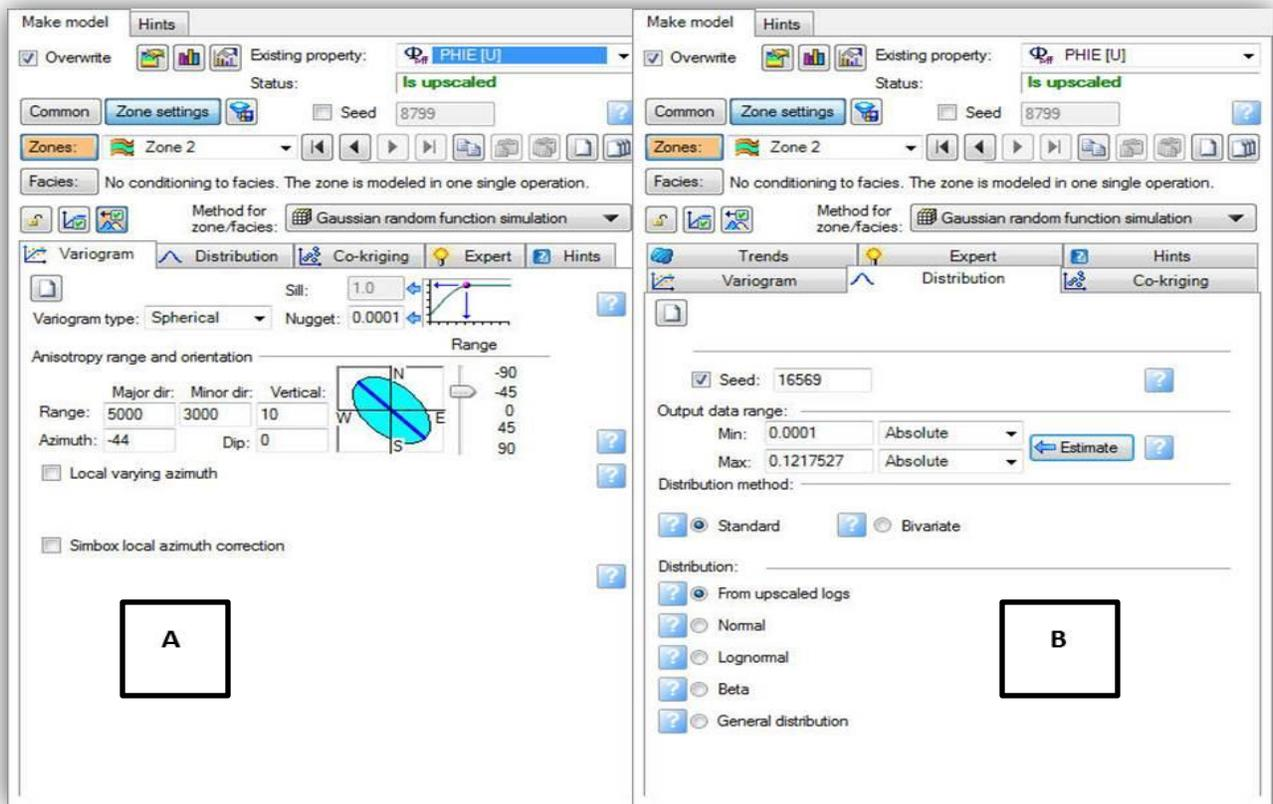 Make model Hints
Overwrite Existing property: Φeff PHIE [U]
Status: Is upscaled
Common Zone settings Seed 8799 ?
Zones: Zone 2
Facies: No conditioning to facies. The zone is modeled in one single operation.
Method for zone/facies: Gaussian random function simulation
Variogram Distribution Co-kriging Expert ? Hints
Sill: 1.0
Variogram type: Spherical Nugget: 0.0001 ?
Range
Anisotropy range and orientation
Major dir: Minor dir: Vertical:
Range: 5000 3000 10
Azimuth: -44 Dip: 0 ?
N
W E
S
-90
-45
0
45
90
Local varying azimuth ?
Simbox local azimuth correction
?
A
Make model Hints
Overwrite Existing property: Φeff PHIE [U]
Status: Is upscaled
Common Zone settings Seed 8799 ?
Zones: Zone 2
Facies: No conditioning to facies. The zone is modeled in one single operation.
Method for zone/facies: Gaussian random function simulation
Trends Expert ? Hints
Variogram Distribution Co-kriging
Seed: 16569 ?
Output data range:
Min: 0.0001 Absolute
Estimate ?
Max: 0.1217527 Absolute
Distribution method:
? Standard ? Bivariate
Distribution:
? From upscaled logs
? Normal
? Lognormal
? Beta
? General distribution
B